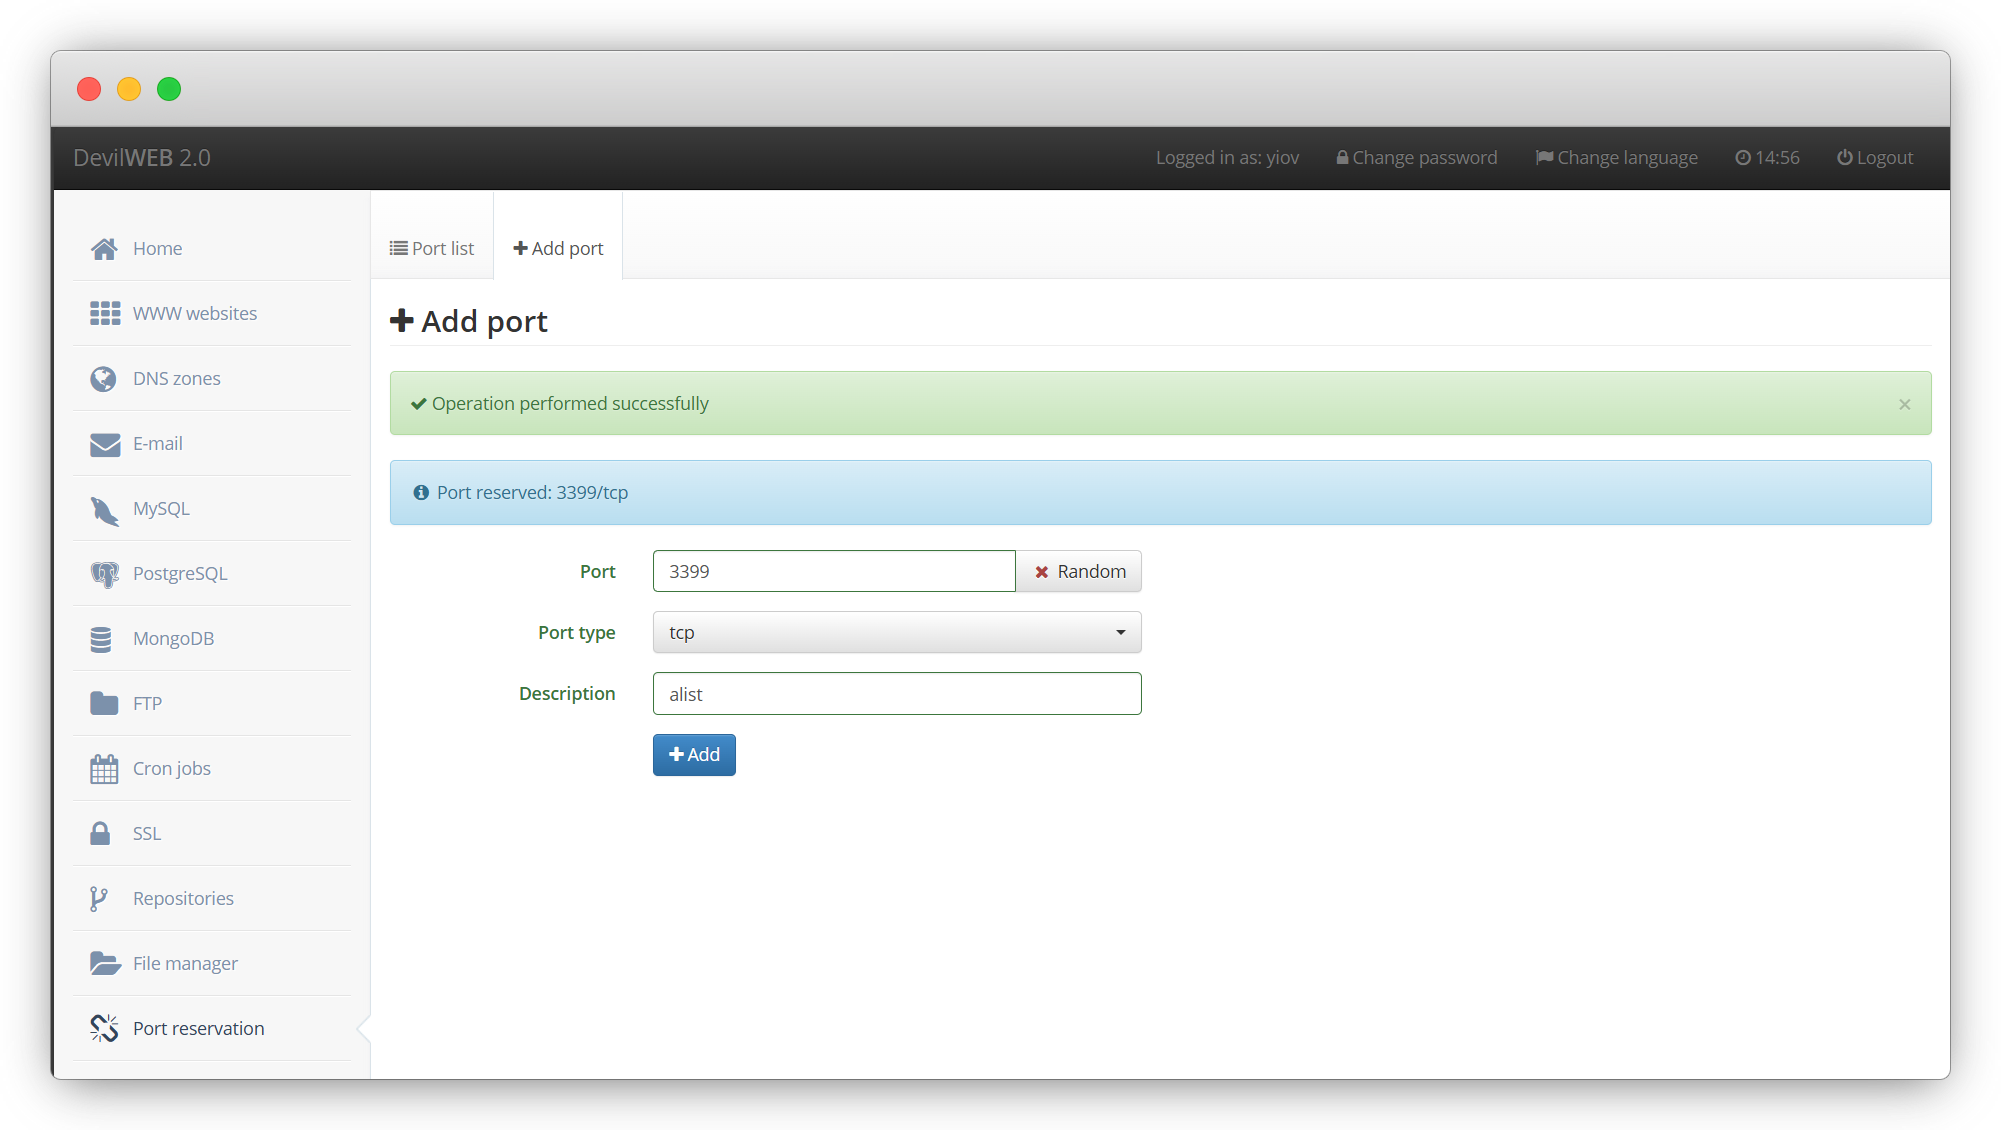 DevilWEB 2.0
Logged in as: yiov
Change password
Change language
14:56
Logout
Home
WWW websites
DNS zones
E-mail
MySQL
PostgreSQL
MongoDB
FTP
Cron jobs
SSL
Repositories
File manager
Port reservation
Port list
Add port
Add port
Operation performed successfully
×
Port reserved: 3399/tcp
Port
3399
Random
Port type
tcp
Description
alist
Add